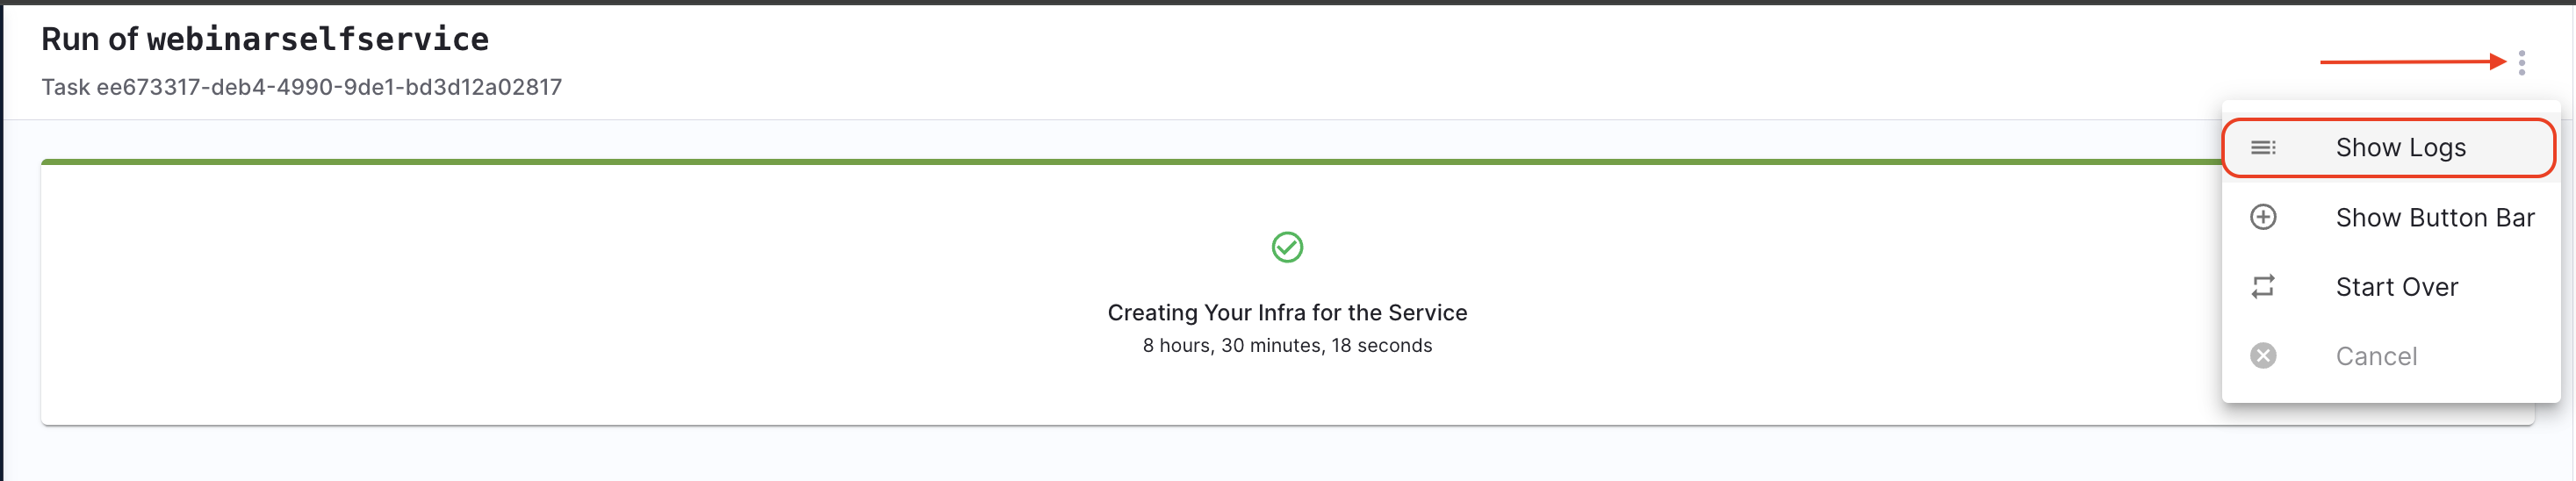 Run of webinarselfservice
Task ee673317-deb4-4990-9de1-bd3d12a02817
Show Logs
Show Button Bar
Start Over
Cancel
Creating Your Infra for the Service
8 hours, 30 minutes, 18 seconds